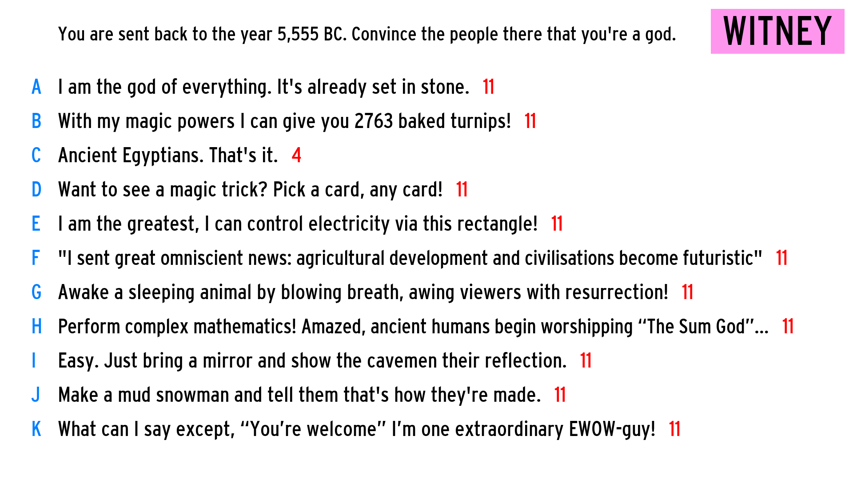 You are sent back to the year 5,555 BC. Convince the people there that you're a god.
WITNEY
A I am the god of everything. It's already set in stone. 11
B With my magic powers I can give you 2763 baked turnips! 11
C Ancient Egyptians. That's it. 4
D Want to see a magic trick? Pick a card, any card! 11
E I am the greatest, I can control electricity via this rectangle! 11
F "I sent great omniscient news: agricultural development and civilisations become futuristic" 11
G Awake a sleeping animal by blowing breath, awing viewers with resurrection! 11
H Perform complex mathematics! Amazed, ancient humans begin worshipping “The Sum God”... 11
I Easy. Just bring a mirror and show the cavemen their reflection. 11
J Make a mud snowman and tell them that's how they're made. 11
K What can I say except, “You’re welcome” I’m one extraordinary EWOW-guy! 11